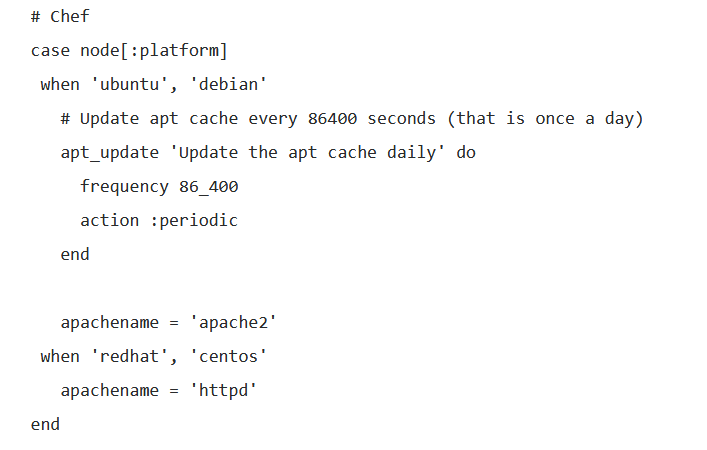 # Chef
case node[:platform]
 when 'ubuntu', 'debian'
   # Update apt cache every 86400 seconds (that is once a day)
   apt_update 'Update the apt cache daily' do
     frequency 86_400
     action :periodic
   end

   apachename = 'apache2'
 when 'redhat', 'centos'
   apachename = 'httpd'
end